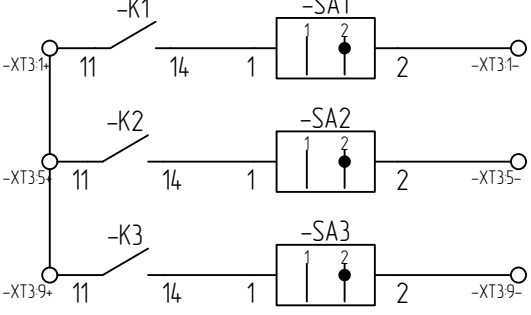 -K1 -SA1
1 2
-XT3:1+ 11 14 1 2 -XT3:1-
-K2 -SA2
1 2
-XT3:5+ 11 14 1 2 -XT3:5-
-K3 -SA3
1 2
-XT3:9+ 11 14 1 2 -XT3:9-